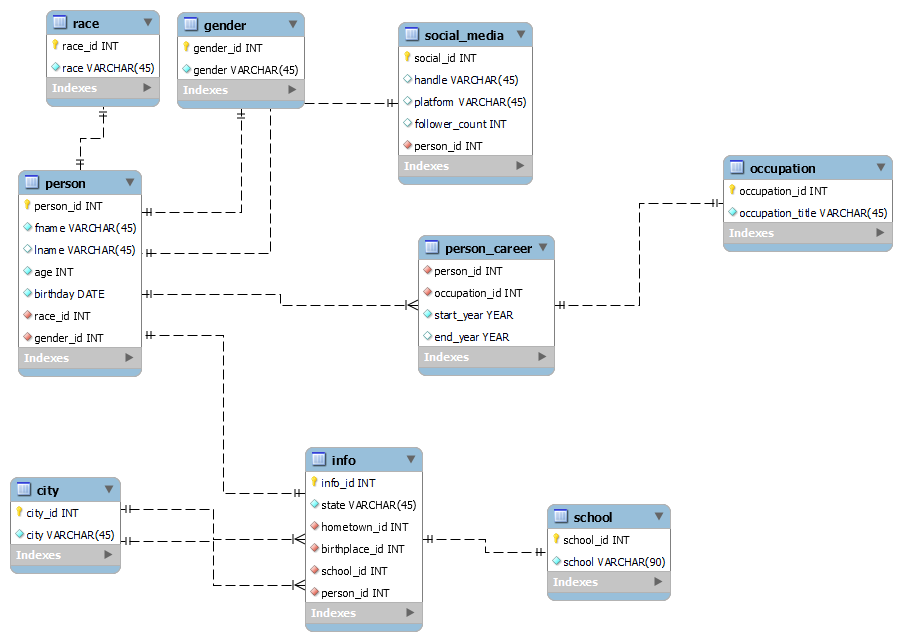 race
race_id INT
race VARCHAR(45)
Indexes
gender
gender_id INT
gender VARCHAR(45)
Indexes
social_media
social_id INT
handle VARCHAR(45)
platform VARCHAR(45)
follower_count INT
person_id INT
Indexes
person
person_id INT
fname VARCHAR(45)
lname VARCHAR(45)
age INT
birthday DATE
race_id INT
gender_id INT
Indexes
occupation
occupation_id INT
occupation_title VARCHAR(45)
Indexes
person_career
person_id INT
occupation_id INT
start_year YEAR
end_year YEAR
Indexes
city
city_id INT
city VARCHAR(45)
Indexes
info
info_id INT
state VARCHAR(45)
hometown_id INT
birthplace_id INT
school_id INT
person_id INT
Indexes
school
school_id INT
school VARCHAR(90)
Indexes